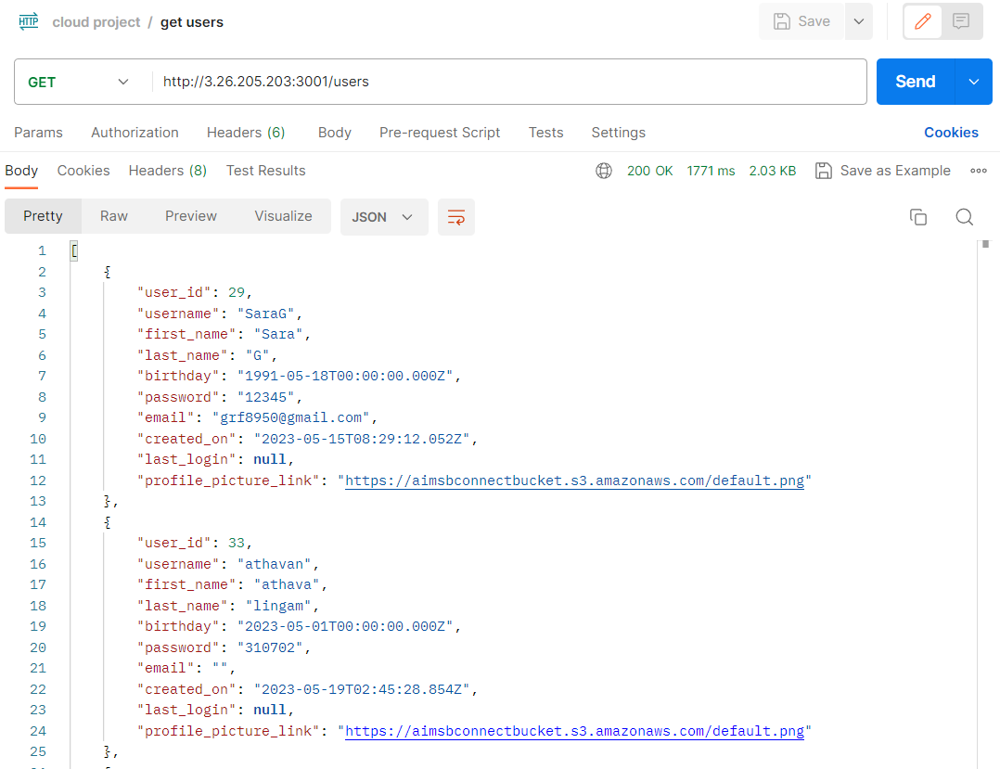 HTTP cloud project / get users Save
GET http://3.26.205.203:3001/users Send
Params Authorization Headers (6) Body Pre-request Script Tests Settings Cookies
Body Cookies Headers (8) Test Results 200 OK 1771 ms 2.03 KB Save as Example
Pretty Raw Preview Visualize JSON
1 [
2 {
3 "user_id": 29,
4 "username": "SaraG",
5 "first_name": "Sara",
6 "last_name": "G",
7 "birthday": "1991-05-18T00:00:00.000Z",
8 "password": "12345",
9 "email": "grf8950@gmail.com",
10 "created_on": "2023-05-15T08:29:12.052Z",
11 "last_login": null,
12 "profile_picture_link": "https://aimsbconnectbucket.s3.amazonaws.com/default.png"
13 },
14 {
15 "user_id": 33,
16 "username": "athavan",
17 "first_name": "athava",
18 "last_name": "lingam",
19 "birthday": "2023-05-01T00:00:00.000Z",
20 "password": "310702",
21 "email": "",
22 "created_on": "2023-05-19T02:45:28.854Z",
23 "last_login": null,
24 "profile_picture_link": "https://aimsbconnectbucket.s3.amazonaws.com/default.png"
25 },